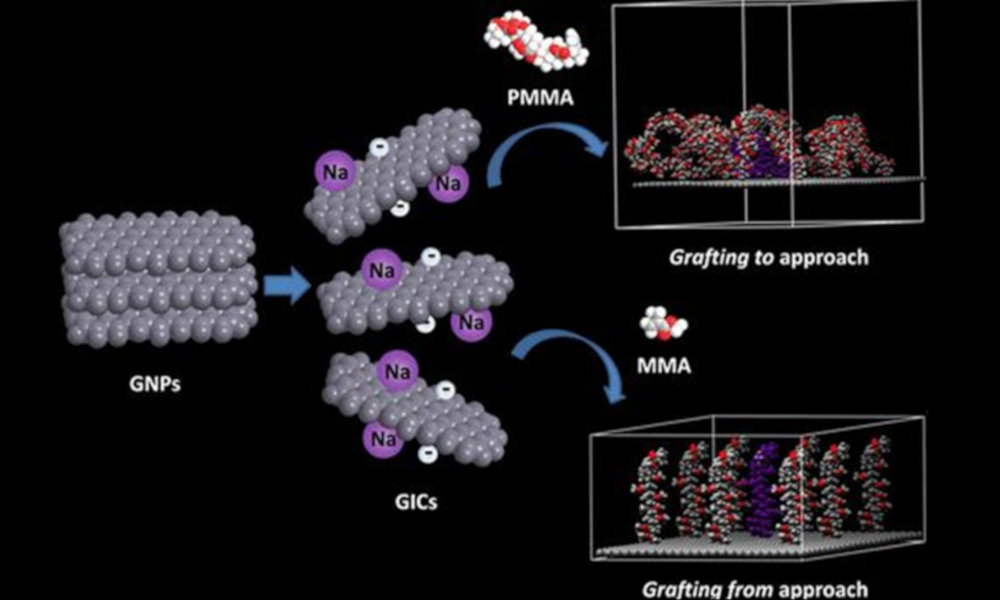 PMMA
Na
Na
Grafting to approach
Na
Na
MMA
GNPs
Na
Na
GICs
Grafting from approach